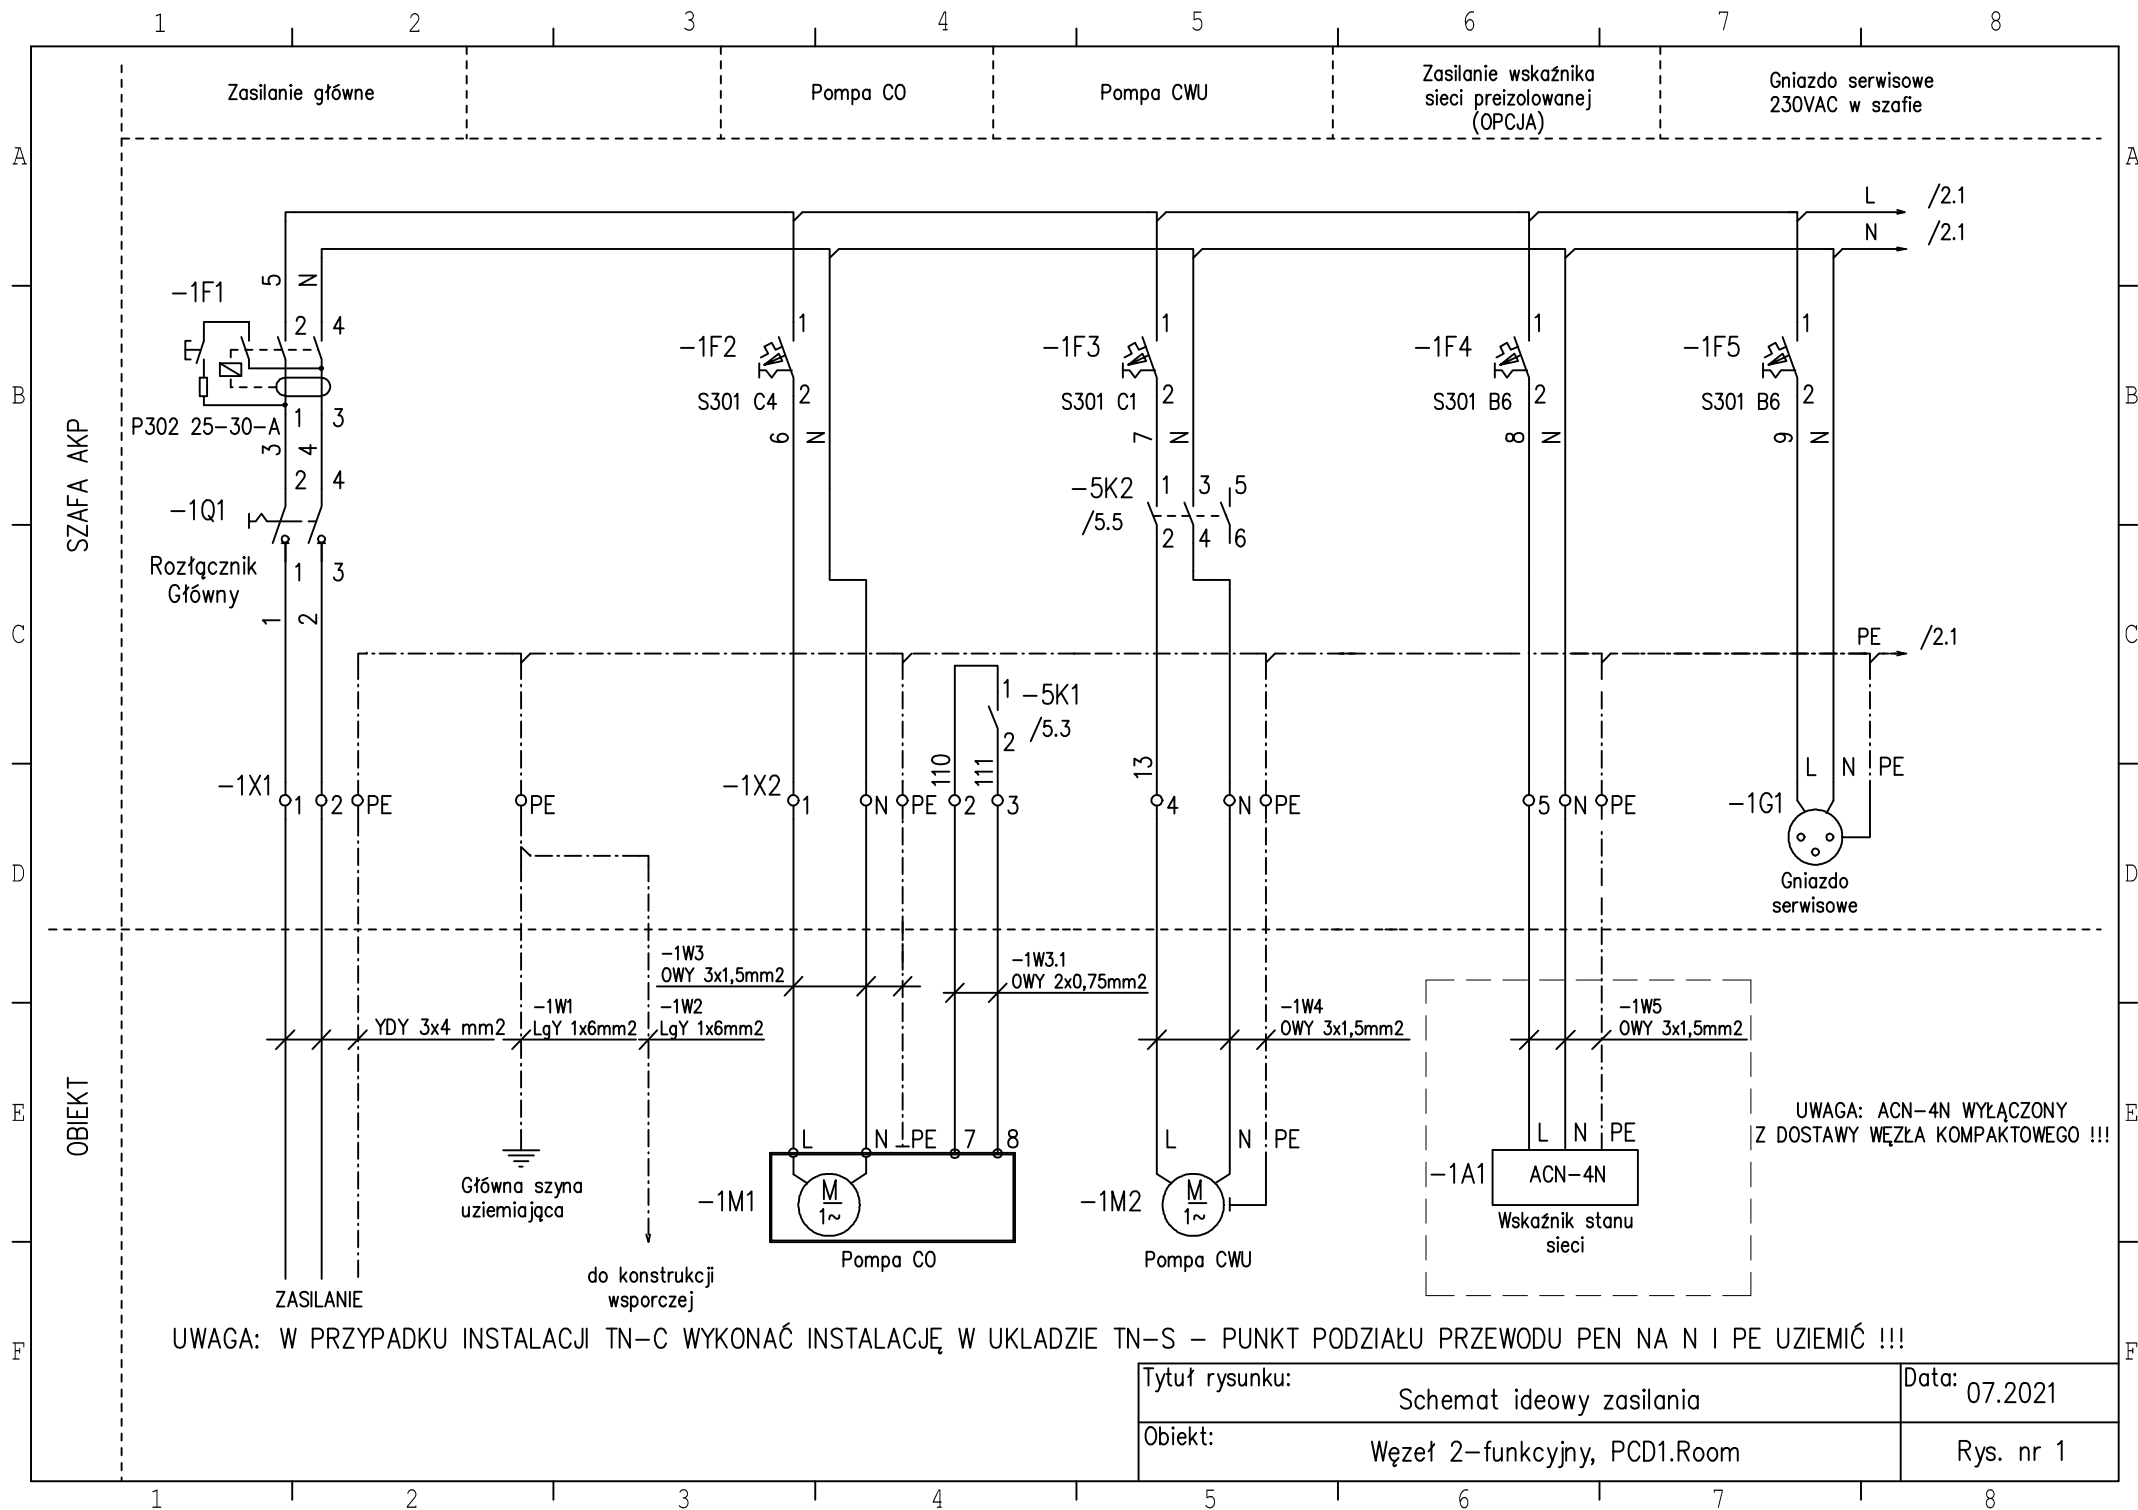 1 2 3 4 5 6 7 8
Zasilanie główne
Pompa CO
Pompa CWU
Zasilanie wskaźnika
sieci preizolowanej
(OPCJA)
Gniazdo serwisowe
230VAC w szafie
A
A
L /2.1
N /2.1
5 N
-1F1
2 4
P302 25-30-A
1 3
3 4
B
B
-1F2
1
S301 C4
2
6 N
-1F3
1
S301 C1
2
7 N
-1F4
1
S301 B6
2
8 N
-1F5
1
S301 B6
2
9 N
SZAFA AKP
2 4
-1Q1
Rozłącznik
Główny
1 3
1 2
-5K2
/5.5
1 3 5
2 4 6
C
C
PE /2.1
1
-5K1
2
/5.3
110 111
13
-1X1
1 2 PE
PE
-1X2
1 N PE 2 3
4 N PE
5 N PE
L N PE
-1G1
Gniazdo
serwisowe
D
D
-1W3
OWY 3x1,5mm2
-1W3.1
OWY 2x0,75mm2
YDY 3x4 mm2
-1W1
LgY 1x6mm2
-1W2
LgY 1x6mm2
-1W4
OWY 3x1,5mm2
-1W5
OWY 3x1,5mm2
OBIEKT
E
E
UWAGA: ACN-4N WYŁĄCZONY
Z DOSTAWY WĘZŁA KOMPAKTOWEGO !!!
L N PE 7 8
L N PE
L N PE
Główna szyna
uziemiająca
-1M1
M
1~
Pompa CO
-1M2
M
1~
Pompa CWU
-1A1
ACN-4N
Wskaźnik stanu
sieci
do konstrukcji
wsporczej
ZASILANIE
UWAGA: W PRZYPADKU INSTALACJI TN-C WYKONAĆ INSTALACJĘ W UKLADZIE TN-S - PUNKT PODZIAŁU PRZEWODU PEN NA N I PE UZIEMIĆ !!!
F
F
Tytuł rysunku:
Schemat ideowy zasilania
Data:
07.2021
Obiekt:
Węzeł 2-funkcyjny, PCD1.Room
Rys. nr 1
1 2 3 4 5 6 7 8